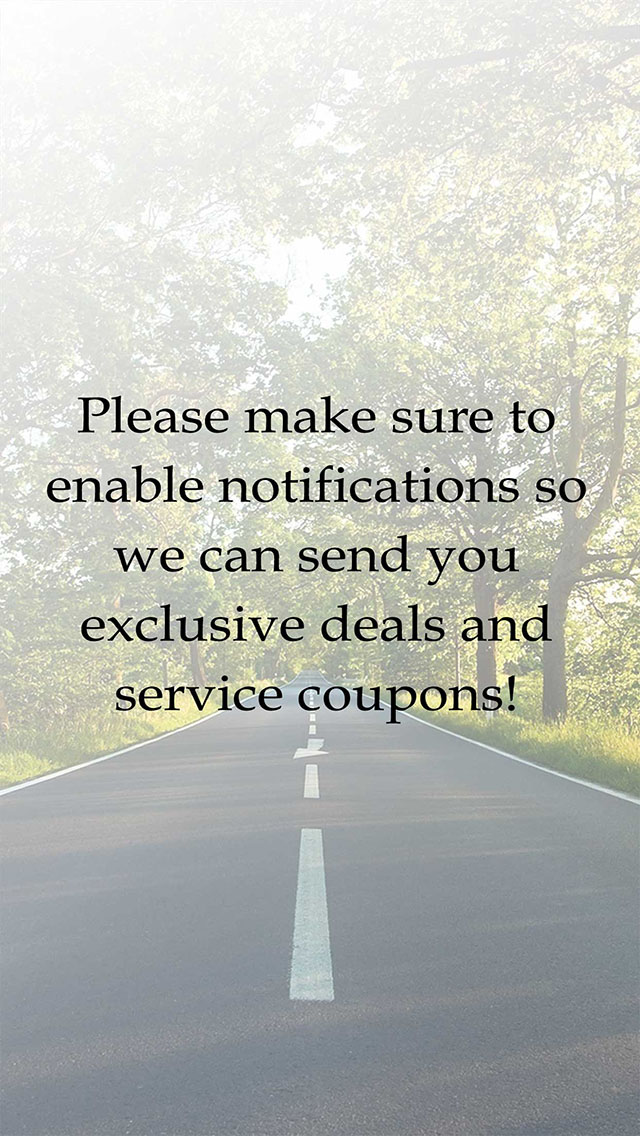 Please make sure to
enable notifications so
we can send you
exclusive deals and
service coupons!